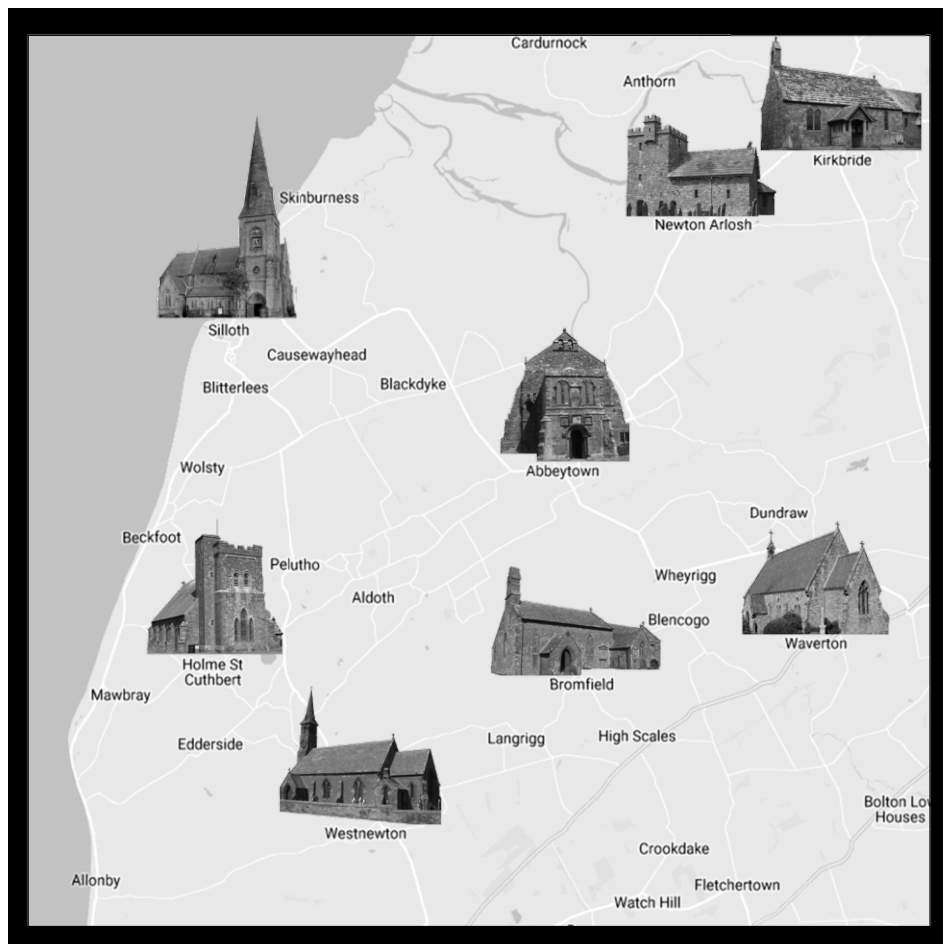 Cardurnock
Anthorn
Kirkbride
Skinburness
Newton Arlosh
Silloth
Causewayhead
Blitterlees
Blackdyke
Wolsty
Abbeytown
Dundraw
Beckfoot
Pelutho
Wheyrigg
Aldoth
Blencogo
Waverton
Holme St
Cuthbert
Bromfield
Mawbray
Edderside
Langrigg
High Scales
Bolton Low
Houses
Westnewton
Crookdake
Allonby
Fletchertown
Watch Hill